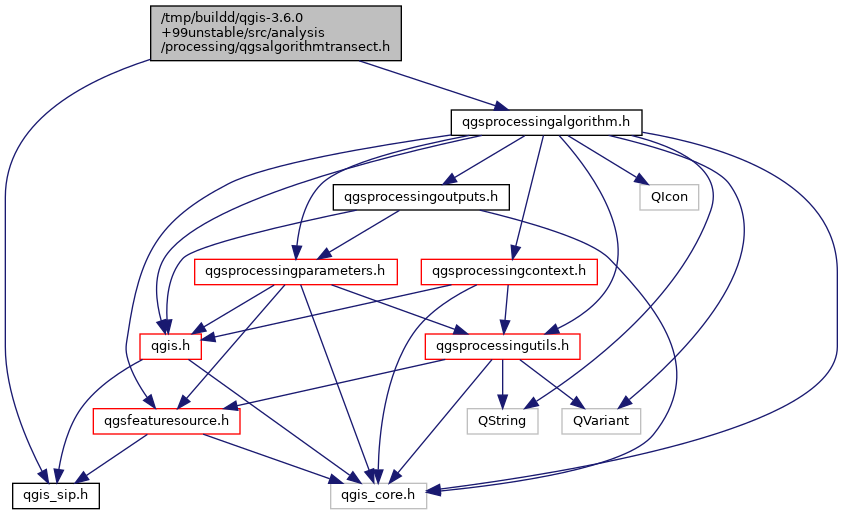 /tmp/buildd/qgis-3.6.0
+99unstable/src/analysis
/processing/qgsalgorithmtransect.h
qgsprocessingalgorithm.h
qgsprocessingoutputs.h
QIcon
qgsprocessingparameters.h
qgsprocessingcontext.h
qgis.h
qgsprocessingutils.h
qgsfeaturesource.h
QString
QVariant
qgis_sip.h
qgis_core.h